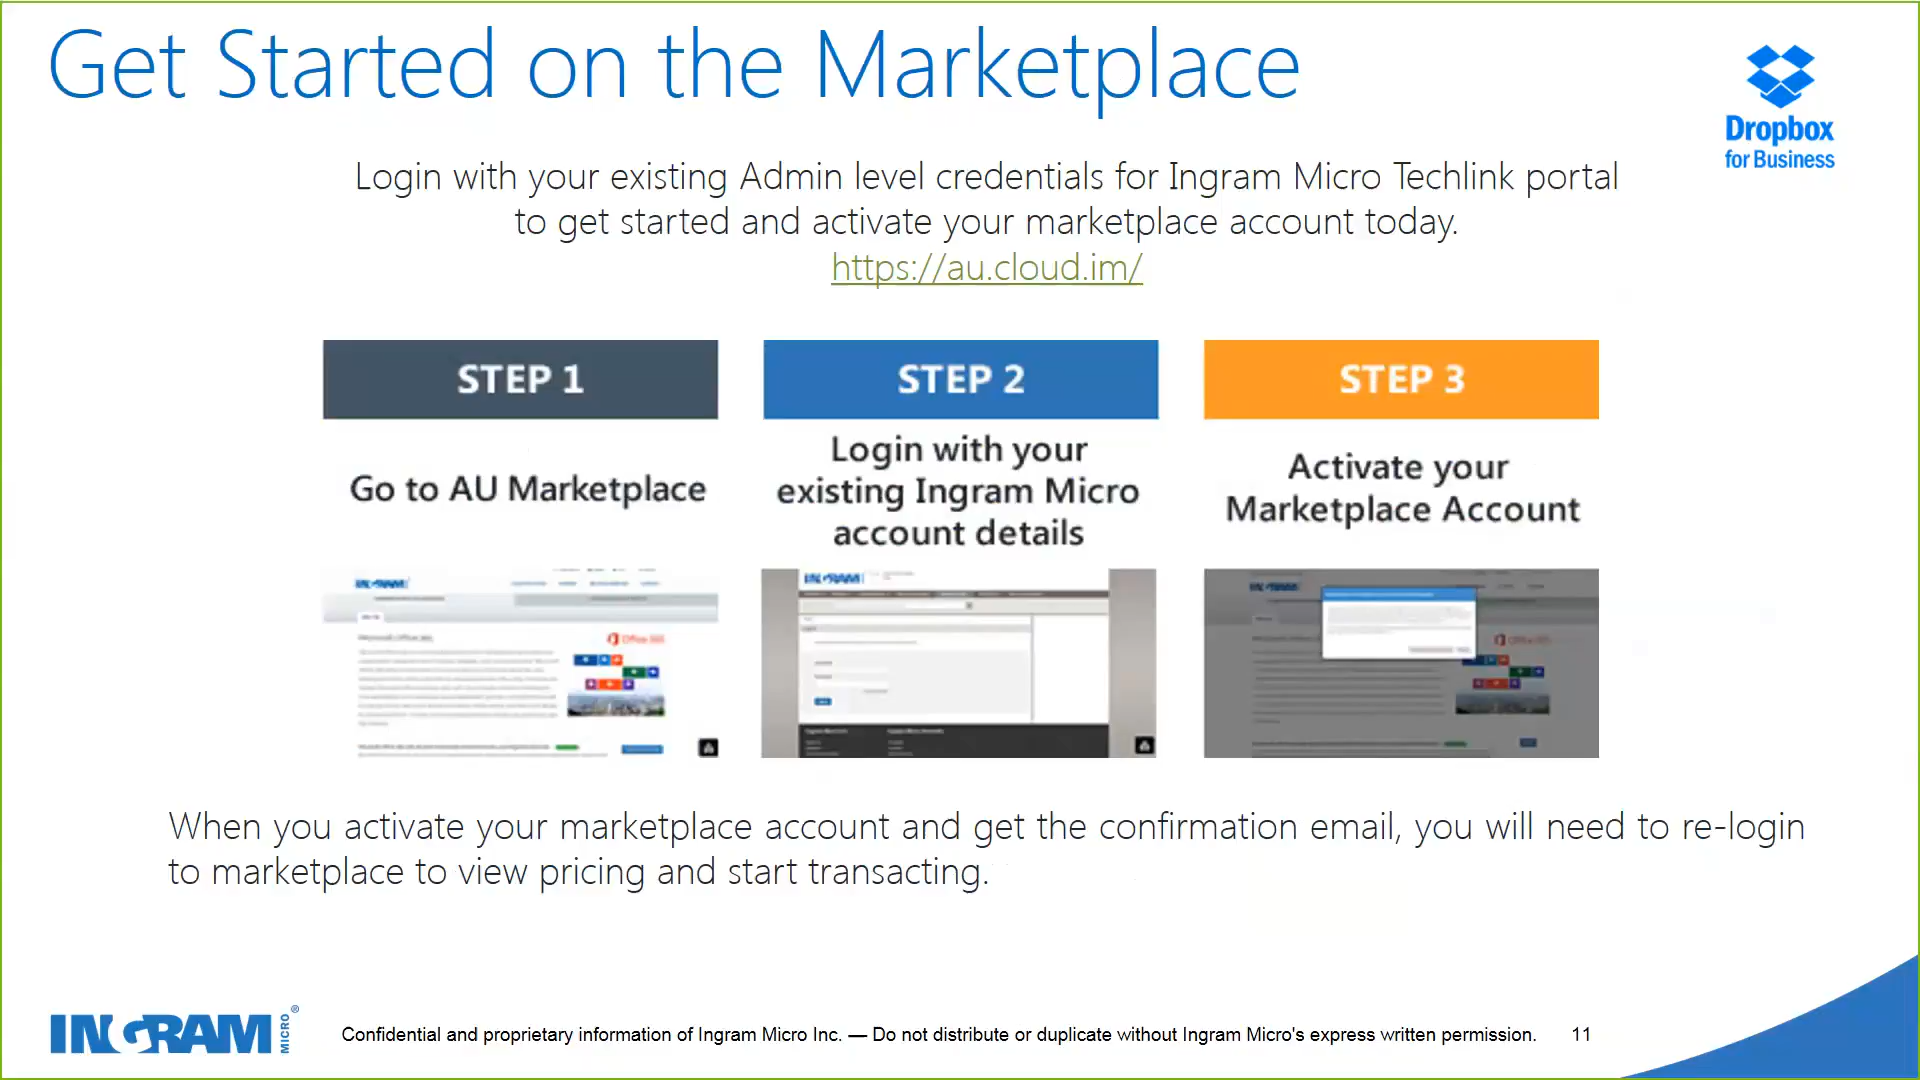 Get Started on the Marketplace
Dropbox
for Business
Login with your existing Admin level credentials for Ingram Micro Techlink portal
to get started and activate your marketplace account today.
https://au.cloud.im/
STEP 1
STEP 2
STEP 3
Go to AU Marketplace
Login with your
existing Ingram Micro
account details
Activate your
Marketplace Account
INGRAM
Office 365
INGRAM
INGRAM
When you activate your marketplace account and get the confirmation email, you will need to re-login
to marketplace to view pricing and start transacting.
INGRAM MICRO®
Confidential and proprietary information of Ingram Micro Inc. — Do not distribute or duplicate without Ingram Micro's express written permission.
11